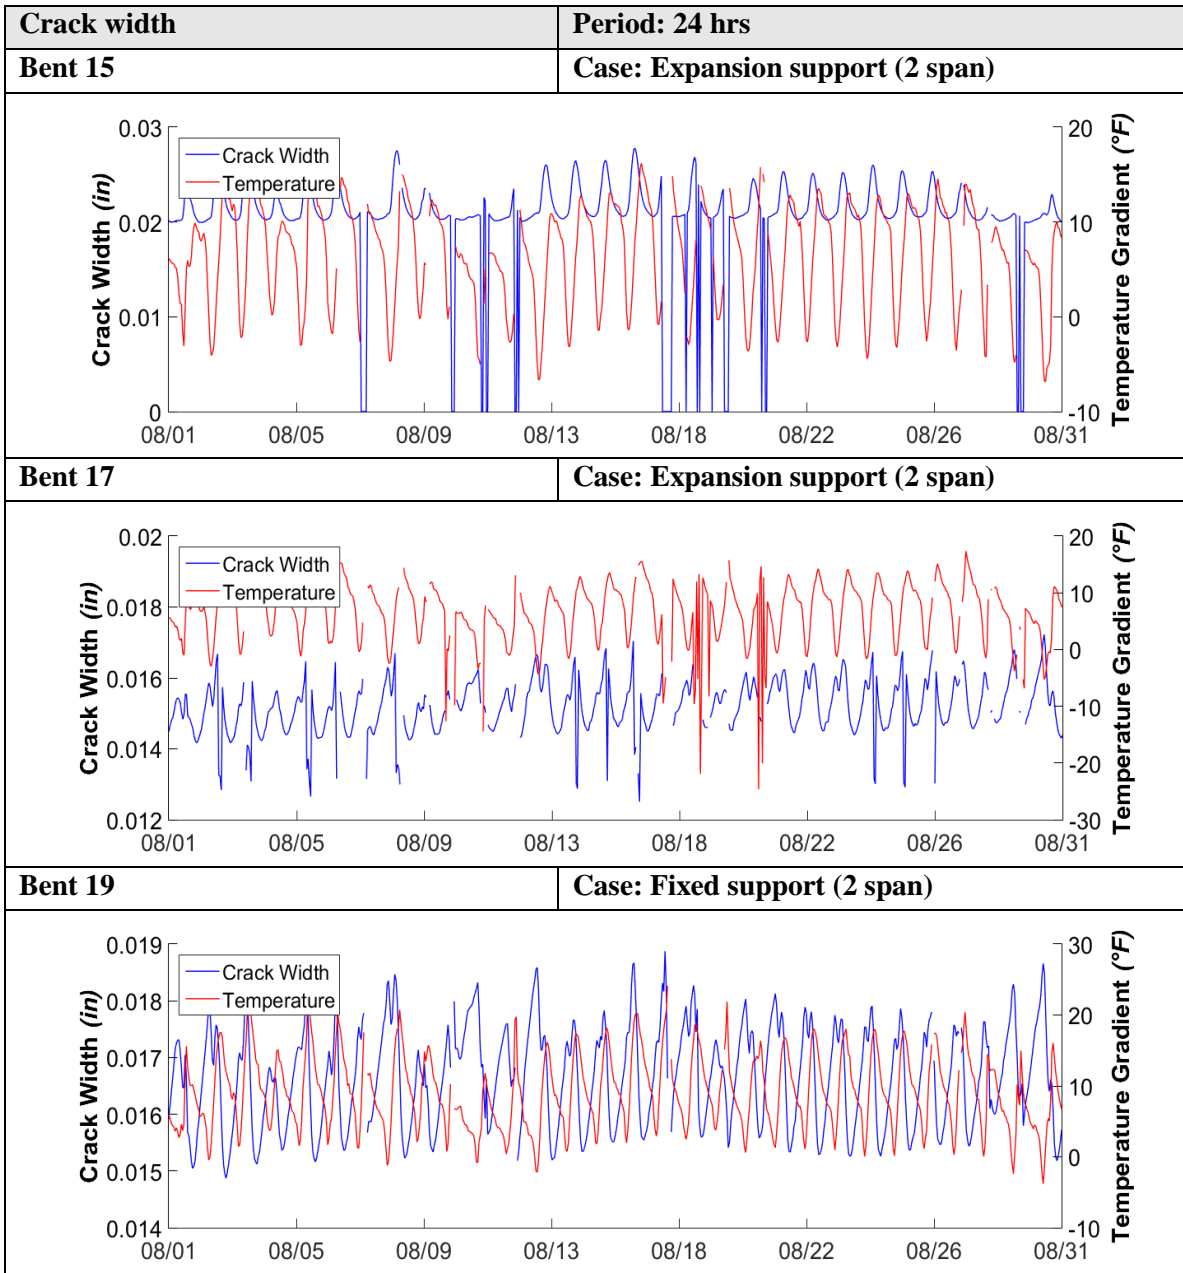 Crack width Period: 24 hrs
Bent 15 Case: Expansion support (2 span)
0.03
0.02
0.01
0
Crack Width (in)
Crack Width
Temperature
20
10
0
-10
Temperature Gradient (°F)
08/01 08/05 08/09 08/13 08/18 08/22 08/26 08/31
Bent 17 Case: Expansion support (2 span)
0.02
0.018
0.016
0.014
0.012
Crack Width (in)
Crack Width
Temperature
20
10
0
-10
-20
-30
Temperature Gradient (°F)
08/01 08/05 08/09 08/13 08/18 08/22 08/26 08/31
Bent 19 Case: Fixed support (2 span)
0.019
0.018
0.017
0.016
0.015
0.014
Crack Width (in)
Crack Width
Temperature
30
20
10
0
-10
Temperature Gradient (°F)
08/01 08/05 08/09 08/13 08/18 08/22 08/26 08/31